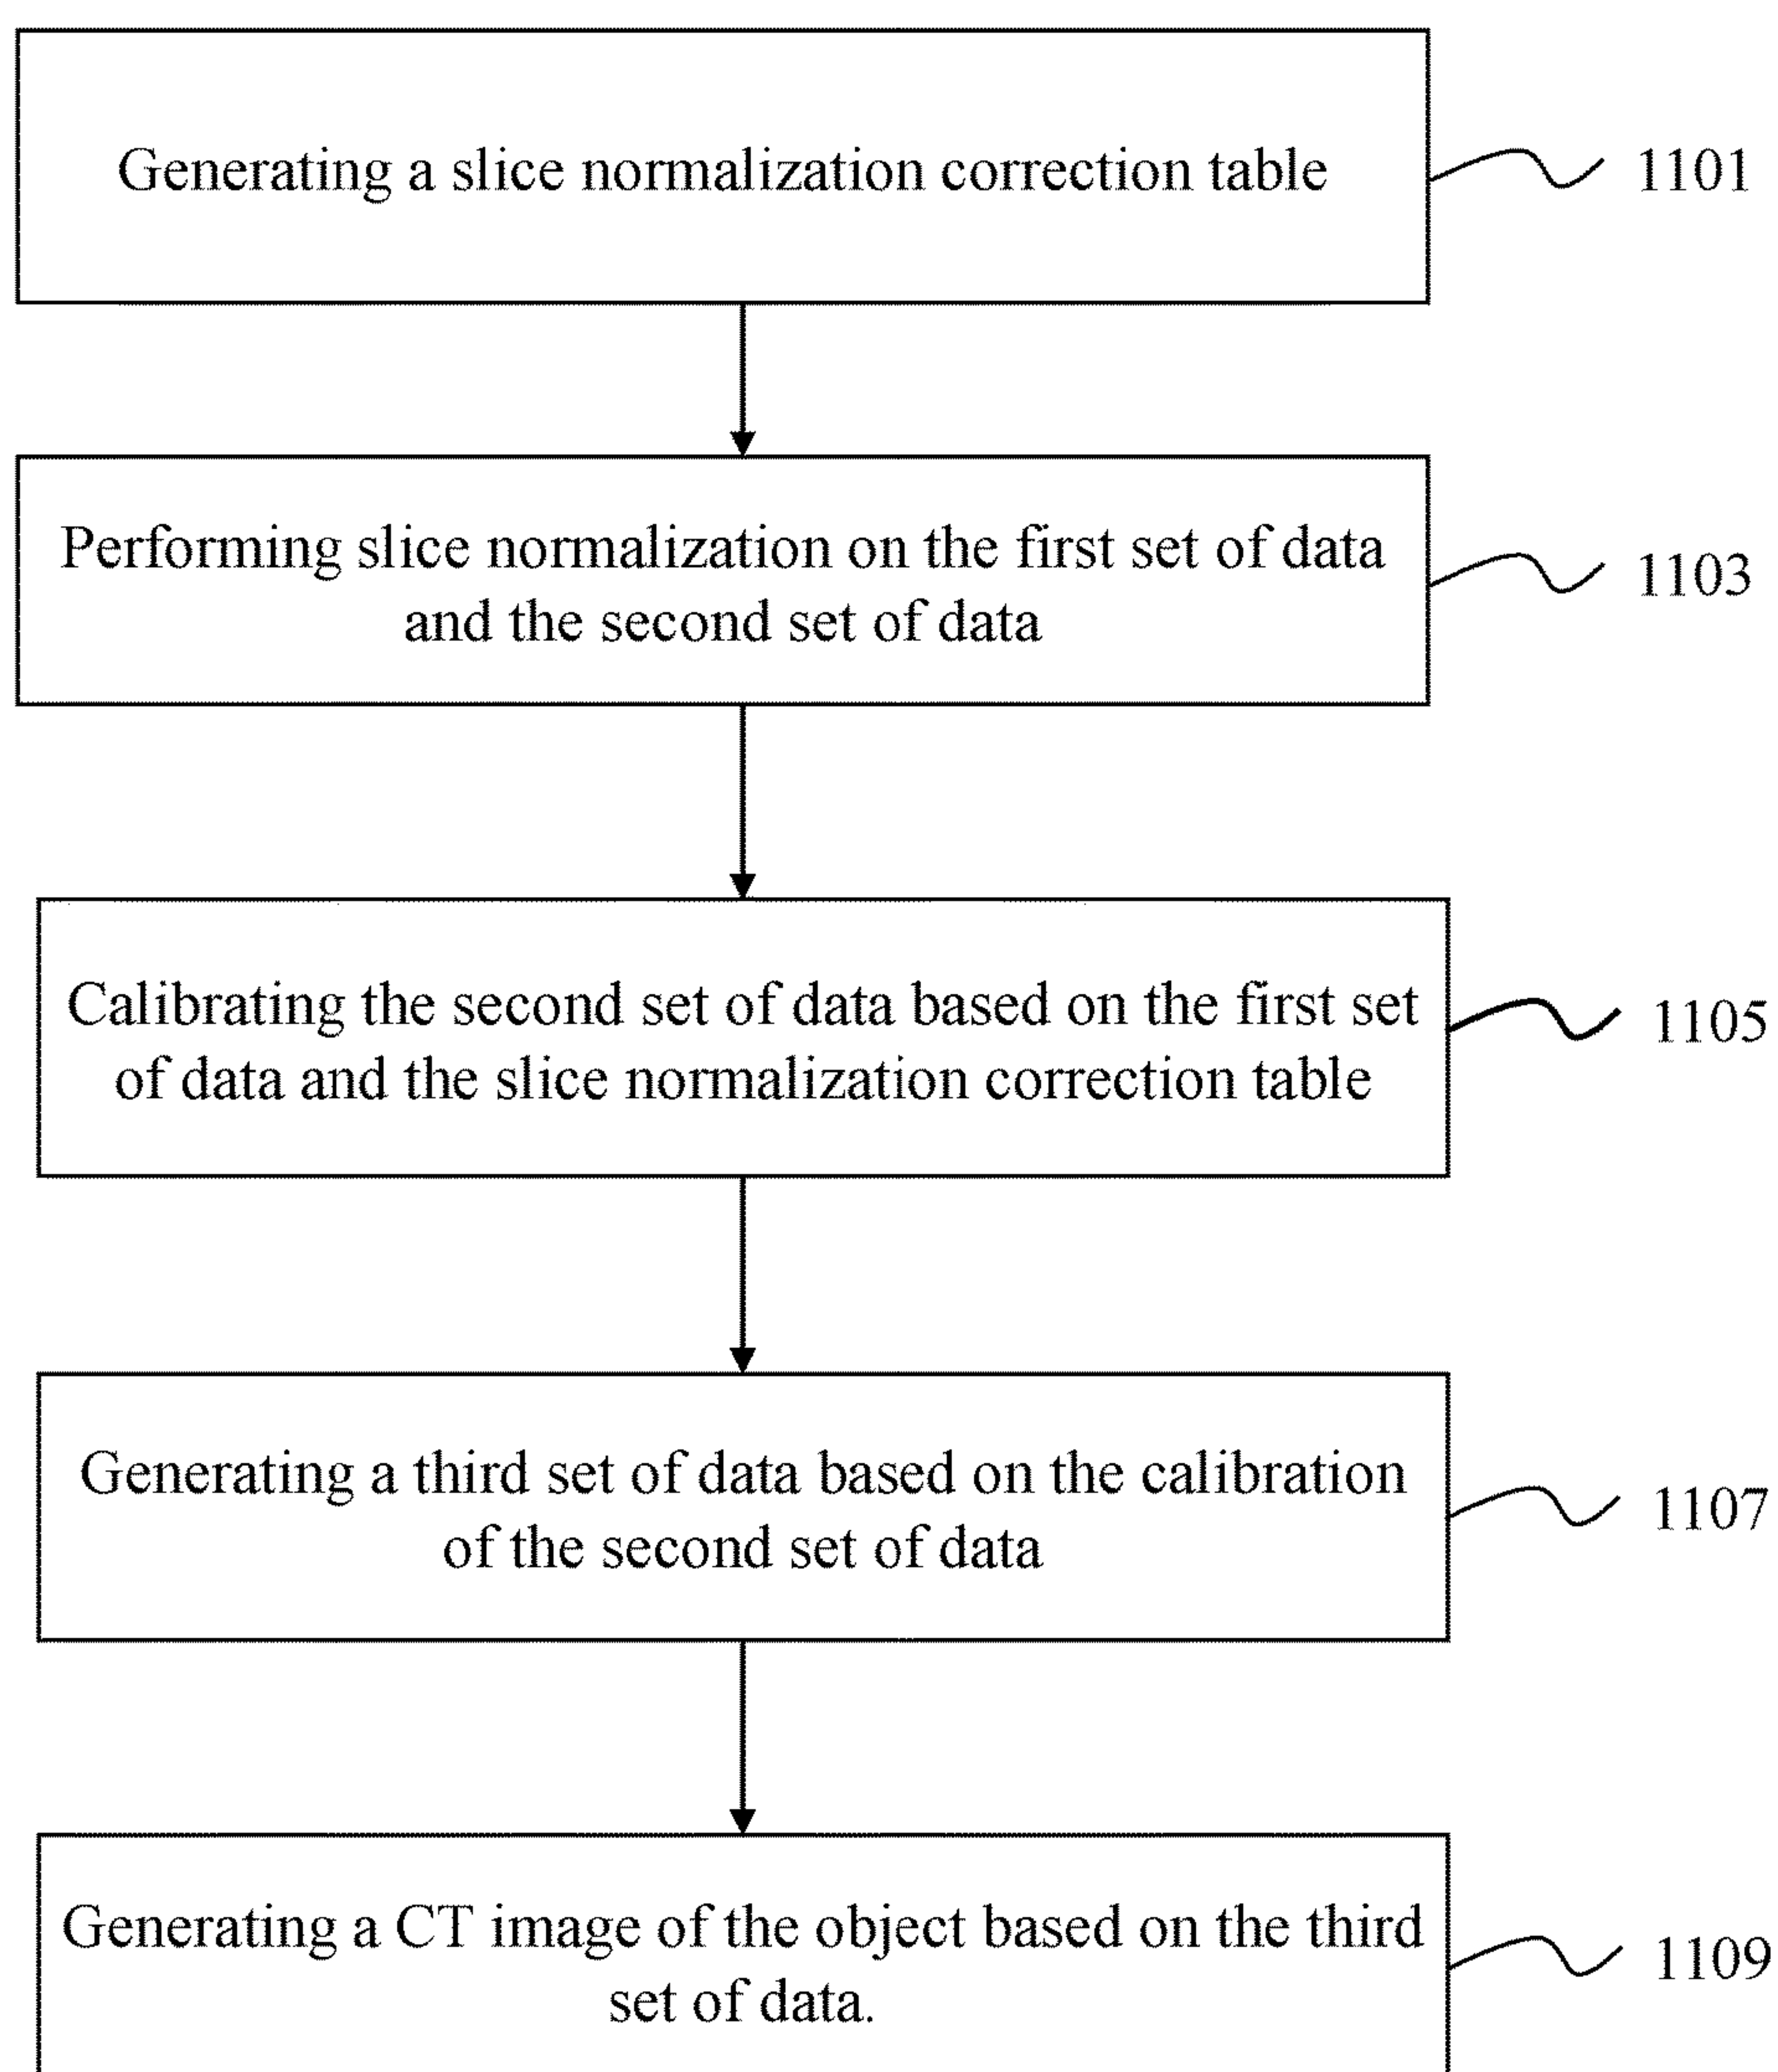 Generating a slice normalization correction table
1101
Performing slice normalization on the first set of data
and the second set of data
1103
Calibrating the second set of data based on the first set
of data and the slice normalization correction table
1105
Generating a third set of data based on the calibration
of the second set of data
1107
Generating a CT image of the object based on the third
set of data.
1109